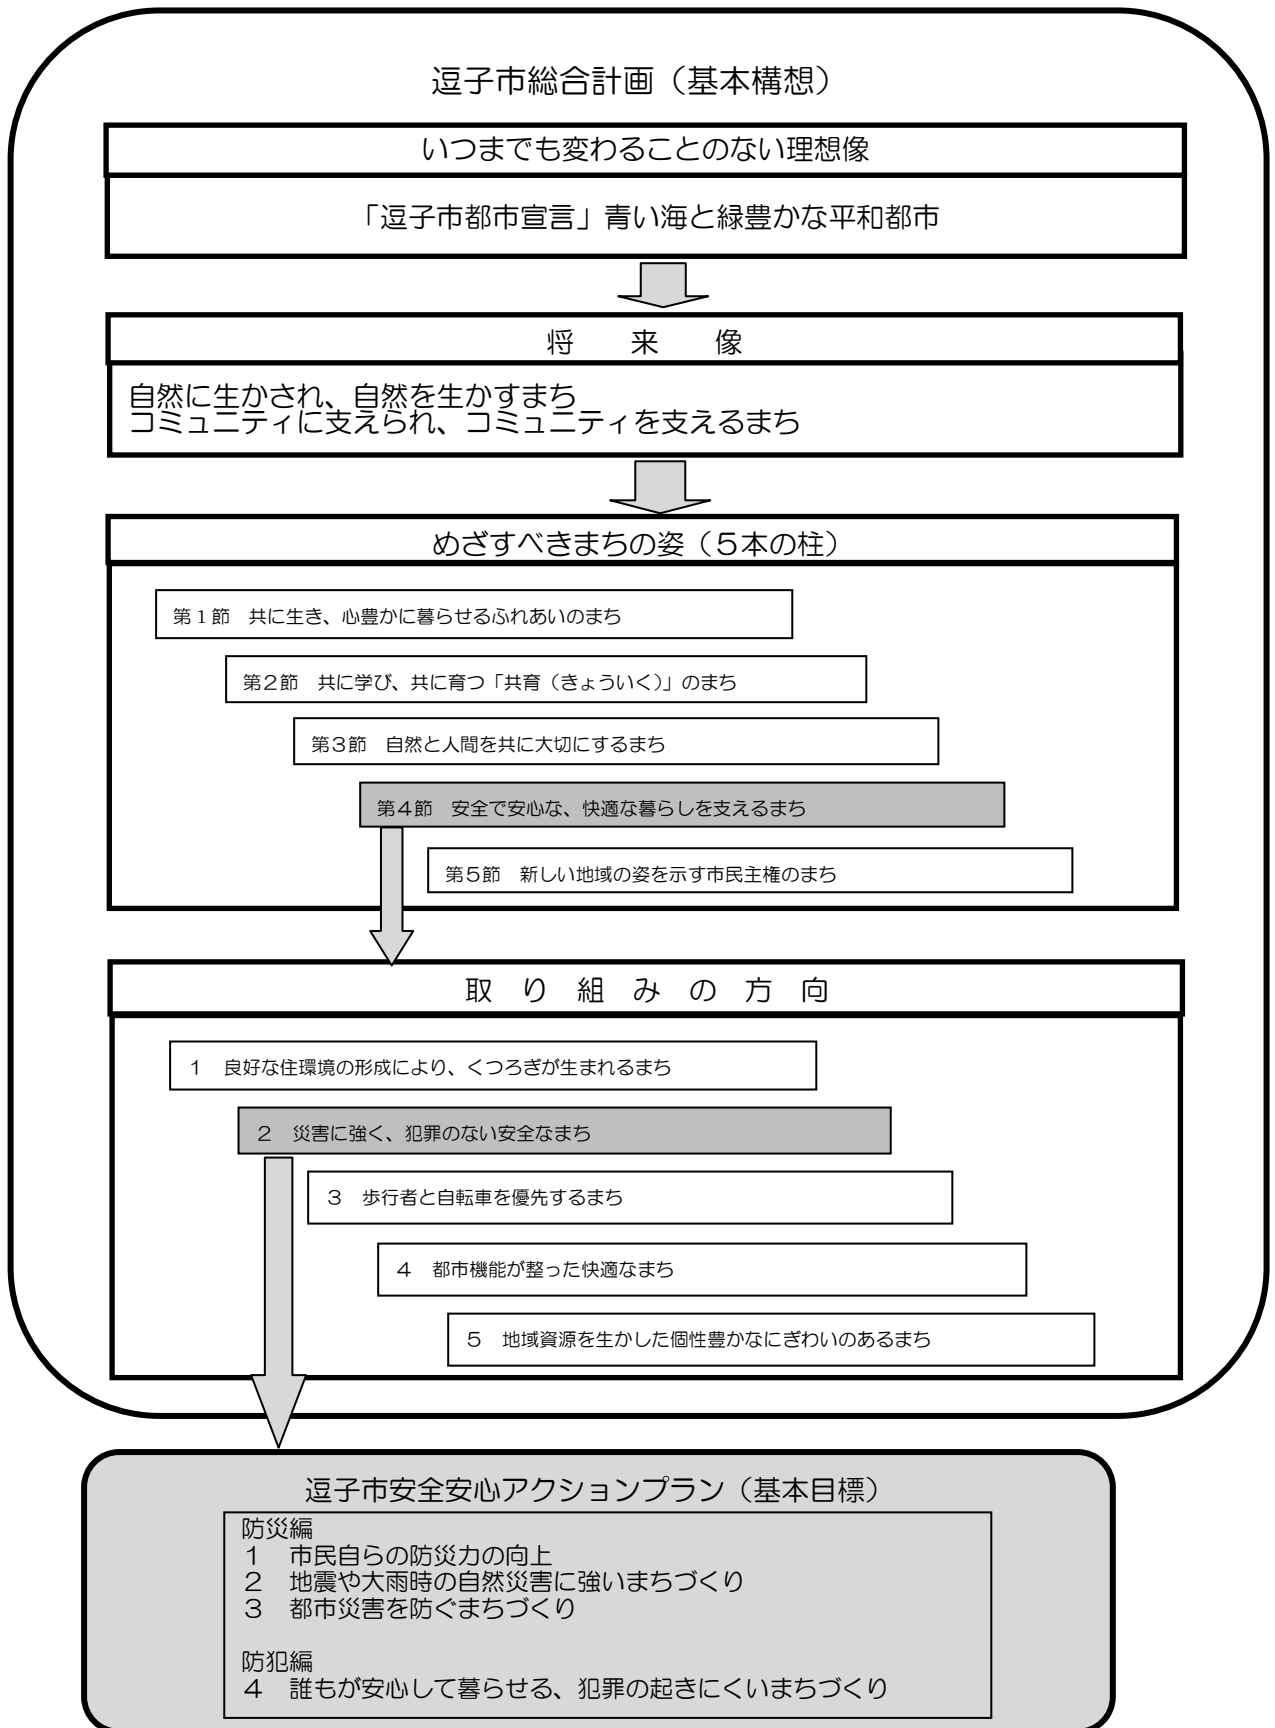 逗子市総合計画（基本構想）
いつまでも変わることのない理想像
「逗子市都市宣言」青い海と緑豊かな平和都市
将　来　像
自然に生かされ、自然を生かすまち
コミュニティに支えられ、コミュニティを支えるまち
めざすべきまちの姿（５本の柱）
第１節　共に生き、心豊かに暮らせるふれあいのまち
第２節　共に学び、共に育つ「共育（きょういく）」のまち
第３節　自然と人間を共に大切にするまち
第４節　安全で安心な、快適な暮らしを支えるまち
第５節　新しい地域の姿を示す市民主権のまち
取　り　組　み　の　方　向
１　良好な住環境の形成により、くつろぎが生まれるまち
２　災害に強く、犯罪のない安全なまち
３　歩行者と自転車を優先するまち
４　都市機能が整った快適なまち
５　地域資源を生かした個性豊かなにぎわいのあるまち
逗子市安全安心アクションプラン（基本目標）
防災編
１　市民自らの防災力の向上
２　地震や大雨時の自然災害に強いまちづくり
３　都市災害を防ぐまちづくり
防犯編
４　誰もが安心して暮らせる、犯罪の起きにくいまちづくり